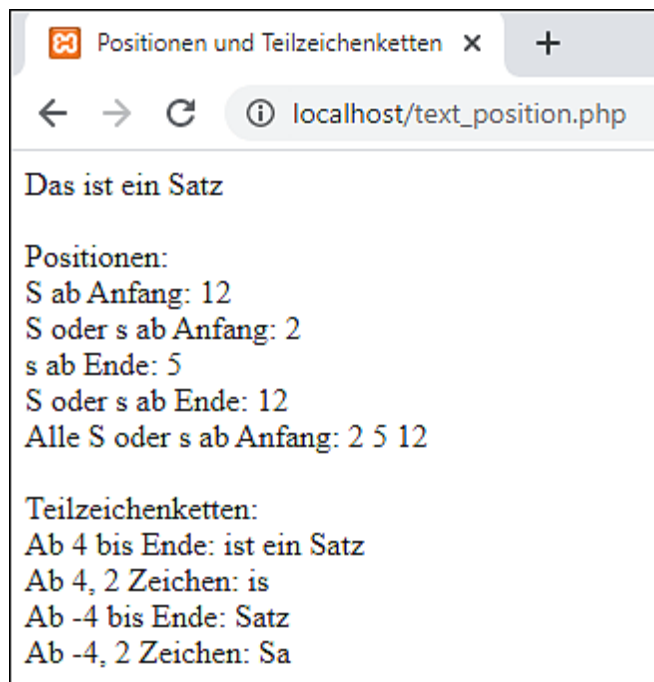 Positionen und Teilzeichenketten
localhost/text_position.php
Das ist ein Satz
Positionen:
S ab Anfang: 12
S oder s ab Anfang: 2
s ab Ende: 5
S oder s ab Ende: 12
Alle S oder s ab Anfang: 2 5 12
Teilzeichenketten:
Ab 4 bis Ende: ist ein Satz
Ab 4, 2 Zeichen: is
Ab -4 bis Ende: Satz
Ab -4, 2 Zeichen: Sa